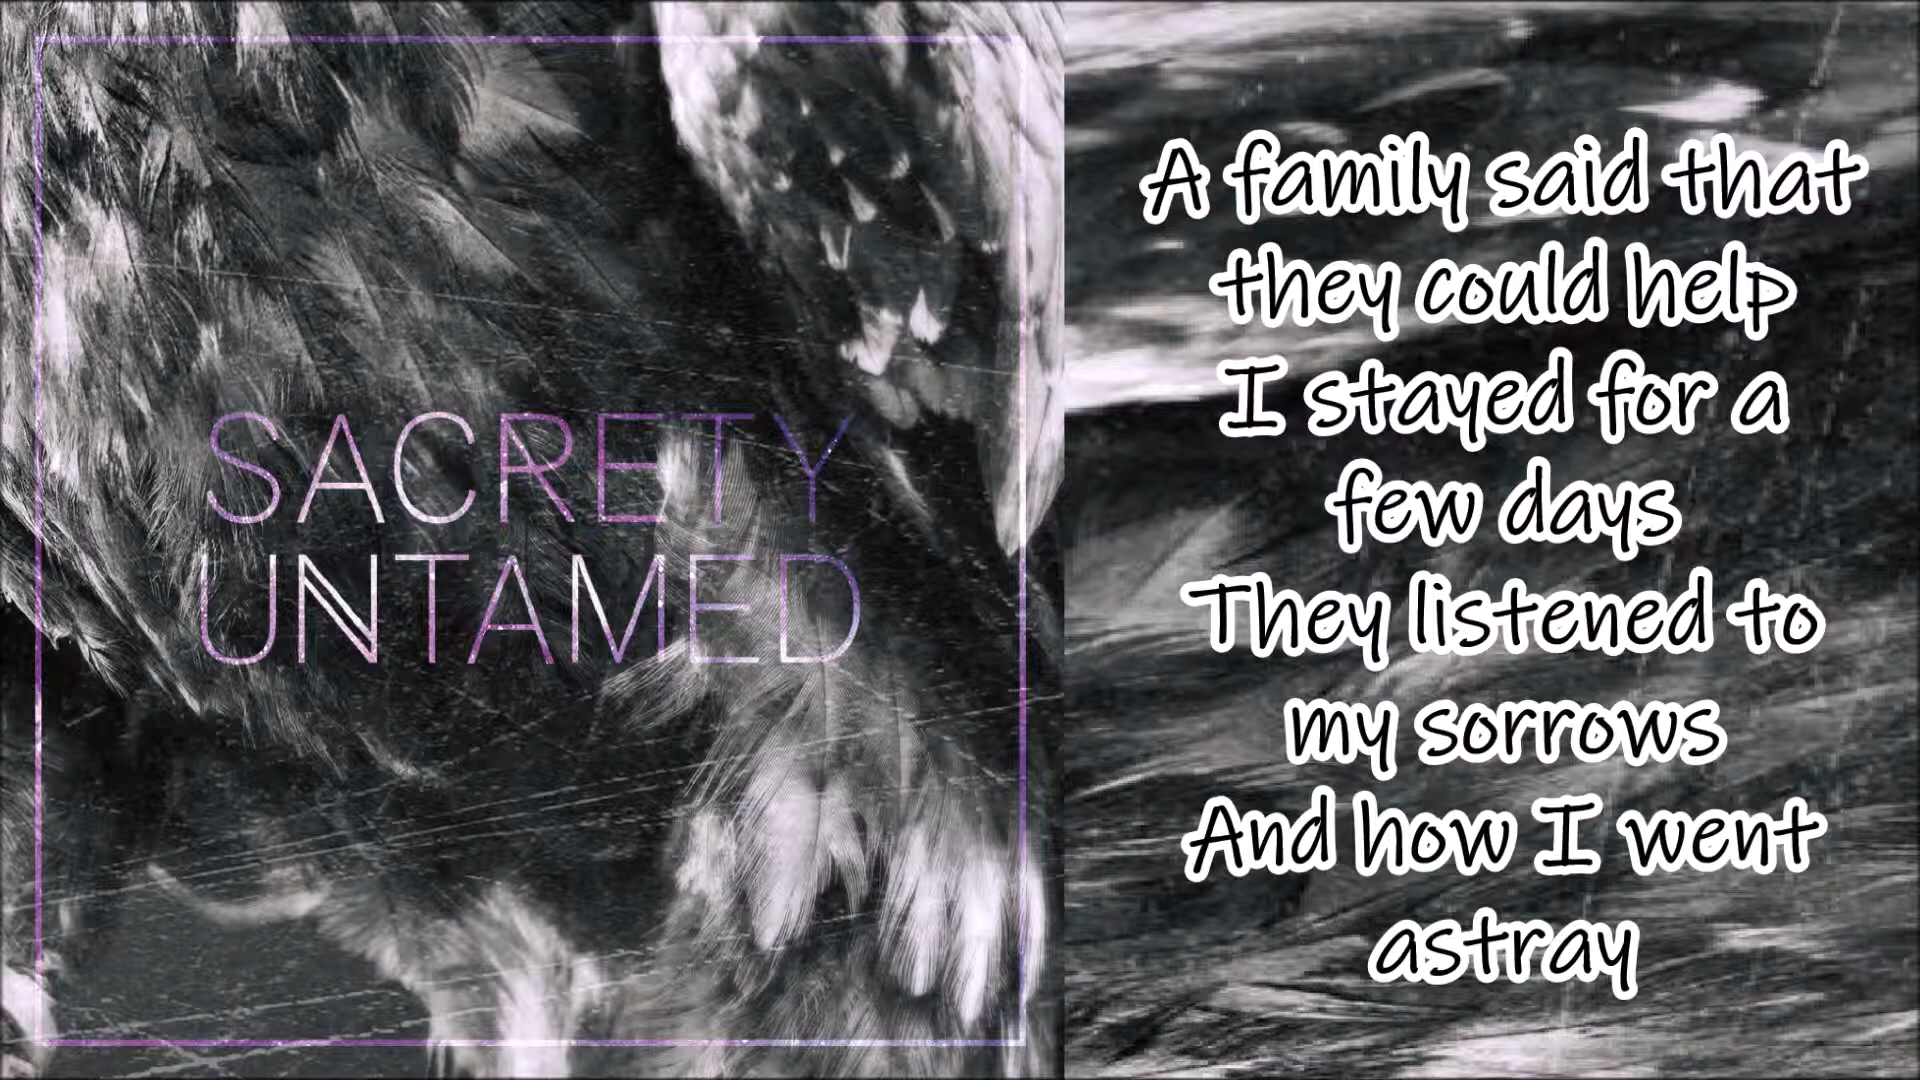 SACRETY
UNTAMED
A family said that
they could help
I stayed for a
few days
They listened to
my sorrows
And how I went
astray